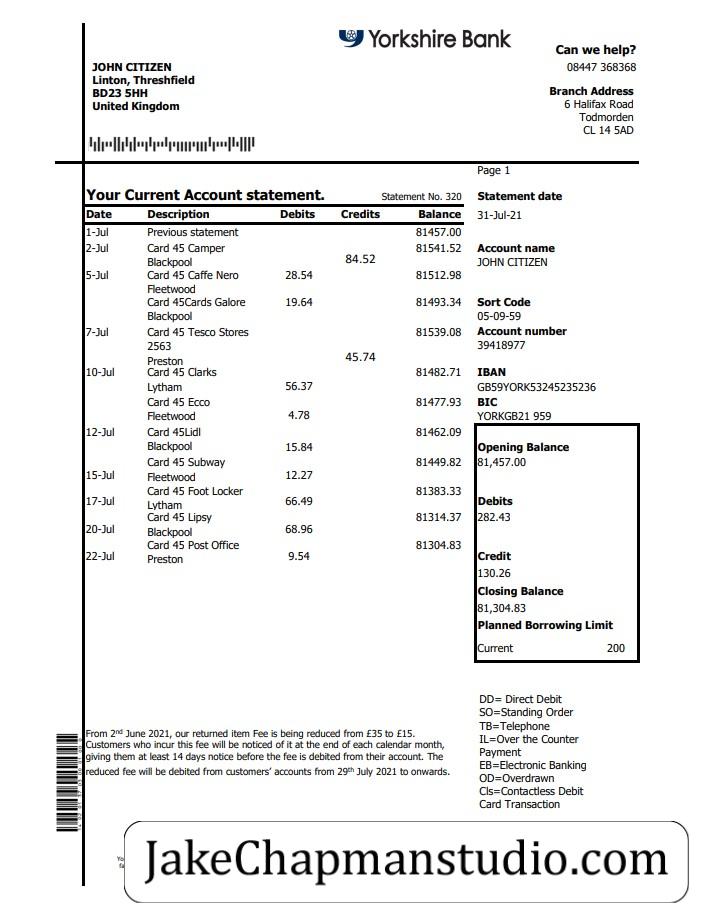 Yorkshire Bank
Can we help?
08447 368368
JOHN CITIZEN
Linton, Threshfield
BD23 5HH
United Kingdom
Branch Address
6 Halifax Road
Todmorden
CL 14 5AD
Page 1
Your Current Account statement. Statement No. 320
Date Description Debits Credits Balance
1-Jul Previous statement 81457.00
2-Jul Card 45 Camper 81541.52
Blackpool 84.52
5-Jul Card 45 Caffe Nero 28.54 81512.98
Fleetwood
Card 45Cards Galore 19.64 81493.34
Blackpool
7-Jul Card 45 Tesco Stores 81539.08
2563
Preston 45.74
10-Jul Card 45 Clarks 81482.71
Lytham 56.37
Card 45 Ecco 81477.93
Fleetwood 4.78
12-Jul Card 45Lidl 81462.09
Blackpool 15.84
Card 45 Subway 81449.82
15-Jul Fleetwood 12.27
Card 45 Foot Locker 81383.33
17-Jul Lytham 66.49
Card 45 Lipsy 81314.37
20-Jul Blackpool 68.96
Card 45 Post Office 81304.83
22-Jul Preston 9.54
Statement date
31-Jul-21
Account name
JOHN CITIZEN
Sort Code
05-09-59
Account number
39418977
IBAN
GB59YORK53245235236
BIC
YORKGB21 959
Opening Balance
81,457.00
Debits
282.43
Credit
130.26
Closing Balance
81,304.83
Planned Borrowing Limit
Current 200
DD= Direct Debit
SO=Standing Order
TB=Telephone
IL=Over the Counter
Payment
EB=Electronic Banking
OD=Overdrawn
Cls=Contactless Debit
Card Transaction
From 2nd June 2021, our returned item Fee is being reduced from £35 to £15.
Customers who incur this fee will be noticed of it at the end of each calendar month,
giving them at least 14 days notice before the fee is debited from their account. The
reduced fee will be debited from customers’ accounts from 29th July 2021 to onwards.
JakeChapmanstudio.com